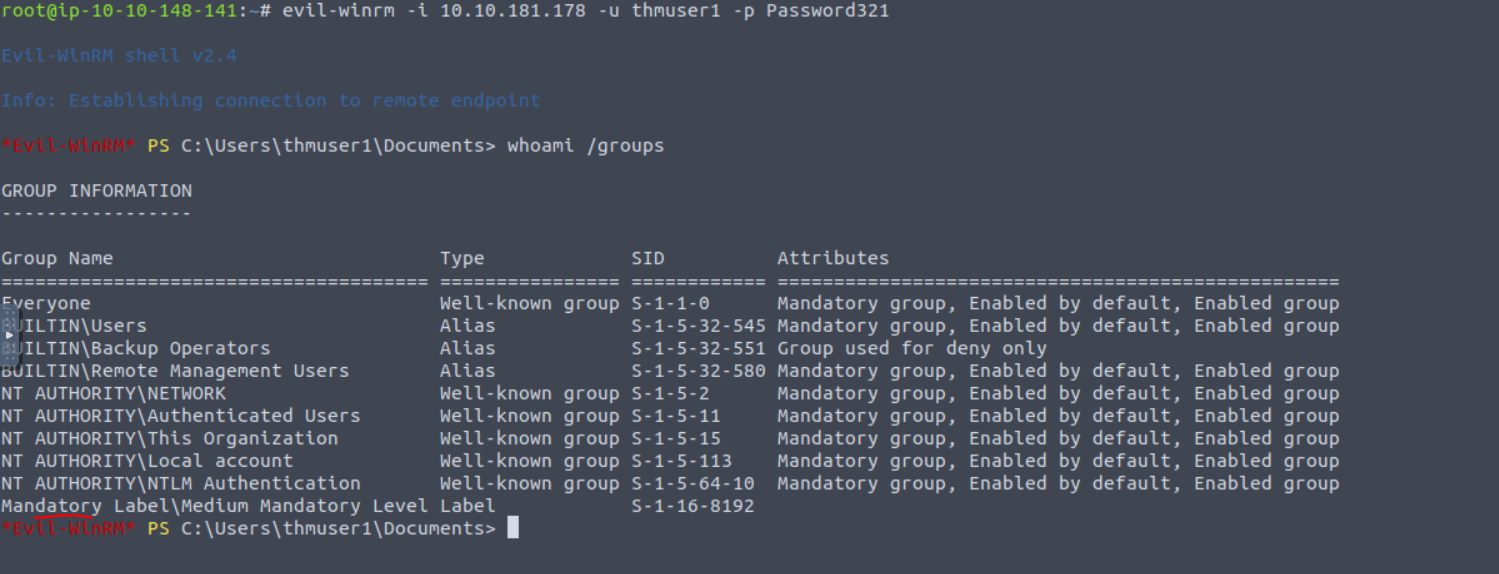 root@ip-10-10-148-141:~# evil-winrm -i 10.10.181.178 -u thmuser1 -p Password321
Evil-WinRM shell v2.4
Info: Establishing connection to remote endpoint
*Evil-WinRM* PS C:\Users\thmuser1\Documents> whoami /groups
GROUP INFORMATION
-----------------
Group Name Type SID Attributes
====================================== ================ ============ ==================================================
Everyone Well-known group S-1-1-0 Mandatory group, Enabled by default, Enabled group
BUILTIN\Users Alias S-1-5-32-545 Mandatory group, Enabled by default, Enabled group
BUILTIN\Backup Operators Alias S-1-5-32-551 Group used for deny only
BUILTIN\Remote Management Users Alias S-1-5-32-580 Mandatory group, Enabled by default, Enabled group
NT AUTHORITY\NETWORK Well-known group S-1-5-2 Mandatory group, Enabled by default, Enabled group
NT AUTHORITY\Authenticated Users Well-known group S-1-5-11 Mandatory group, Enabled by default, Enabled group
NT AUTHORITY\This Organization Well-known group S-1-5-15 Mandatory group, Enabled by default, Enabled group
NT AUTHORITY\Local account Well-known group S-1-5-113 Mandatory group, Enabled by default, Enabled group
NT AUTHORITY\NTLM Authentication Well-known group S-1-5-64-10 Mandatory group, Enabled by default, Enabled group
Mandatory Label\Medium Mandatory Level Label S-1-16-8192
*Evil-WinRM* PS C:\Users\thmuser1\Documents>